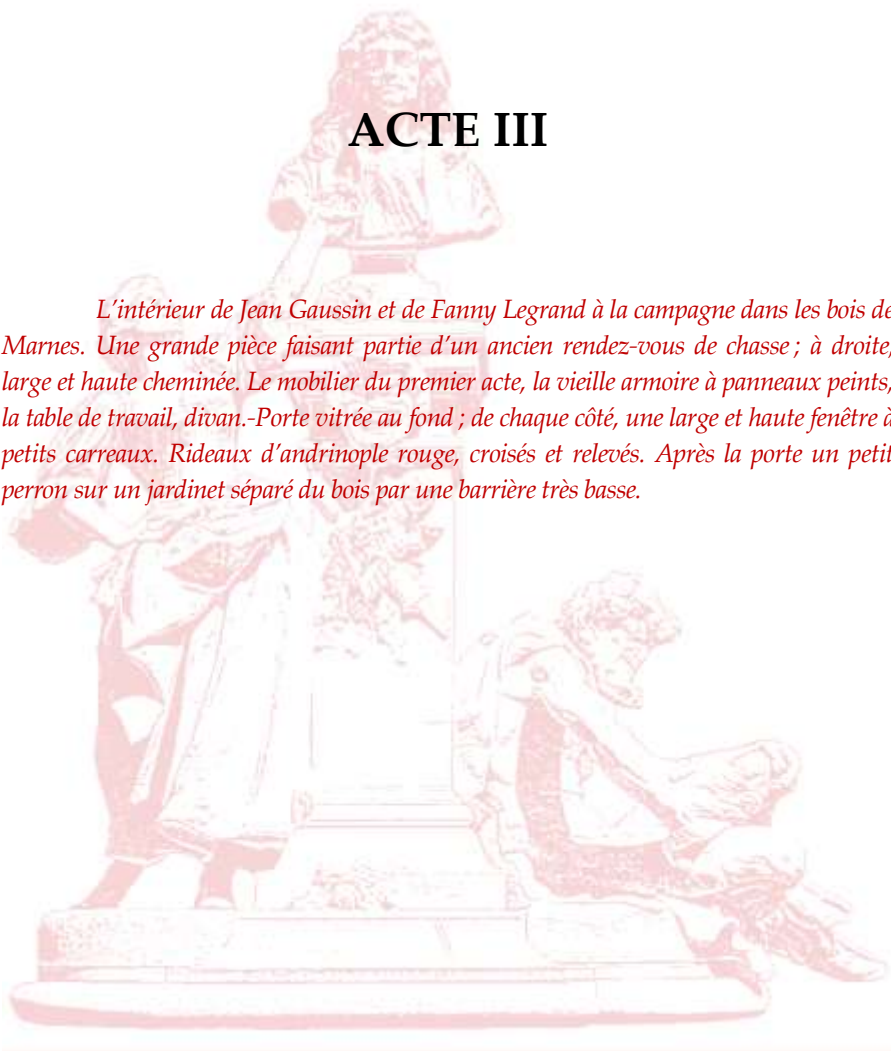 ACTE III
L’intérieur de Jean Gaussin et de Fanny Legrand à la campagne dans les bois de
Marnes. Une grande pièce faisant partie d’un ancien rendez-vous de chasse ; à droite,
large et haute cheminée. Le mobilier du premier acte, la vieille armoire à panneaux peints,
la table de travail, divan.-Porte vitrée au fond ; de chaque côté, une large et haute fenêtre à
petits carreaux. Rideaux d’andrinople rouge, croisés et relevés. Après la porte un petit
perron sur un jardinet séparé du bois par une barrière très basse.